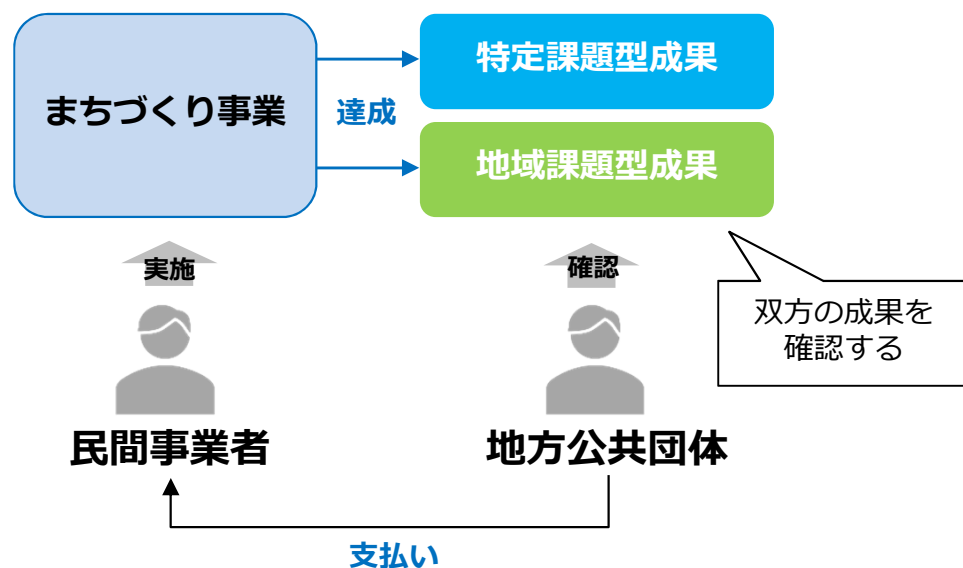 まちづくり事業
達成
特定課題型成果
地域課題型成果
実施
確認
双方の成果を
確認する
民間事業者
地方公共団体
支払い